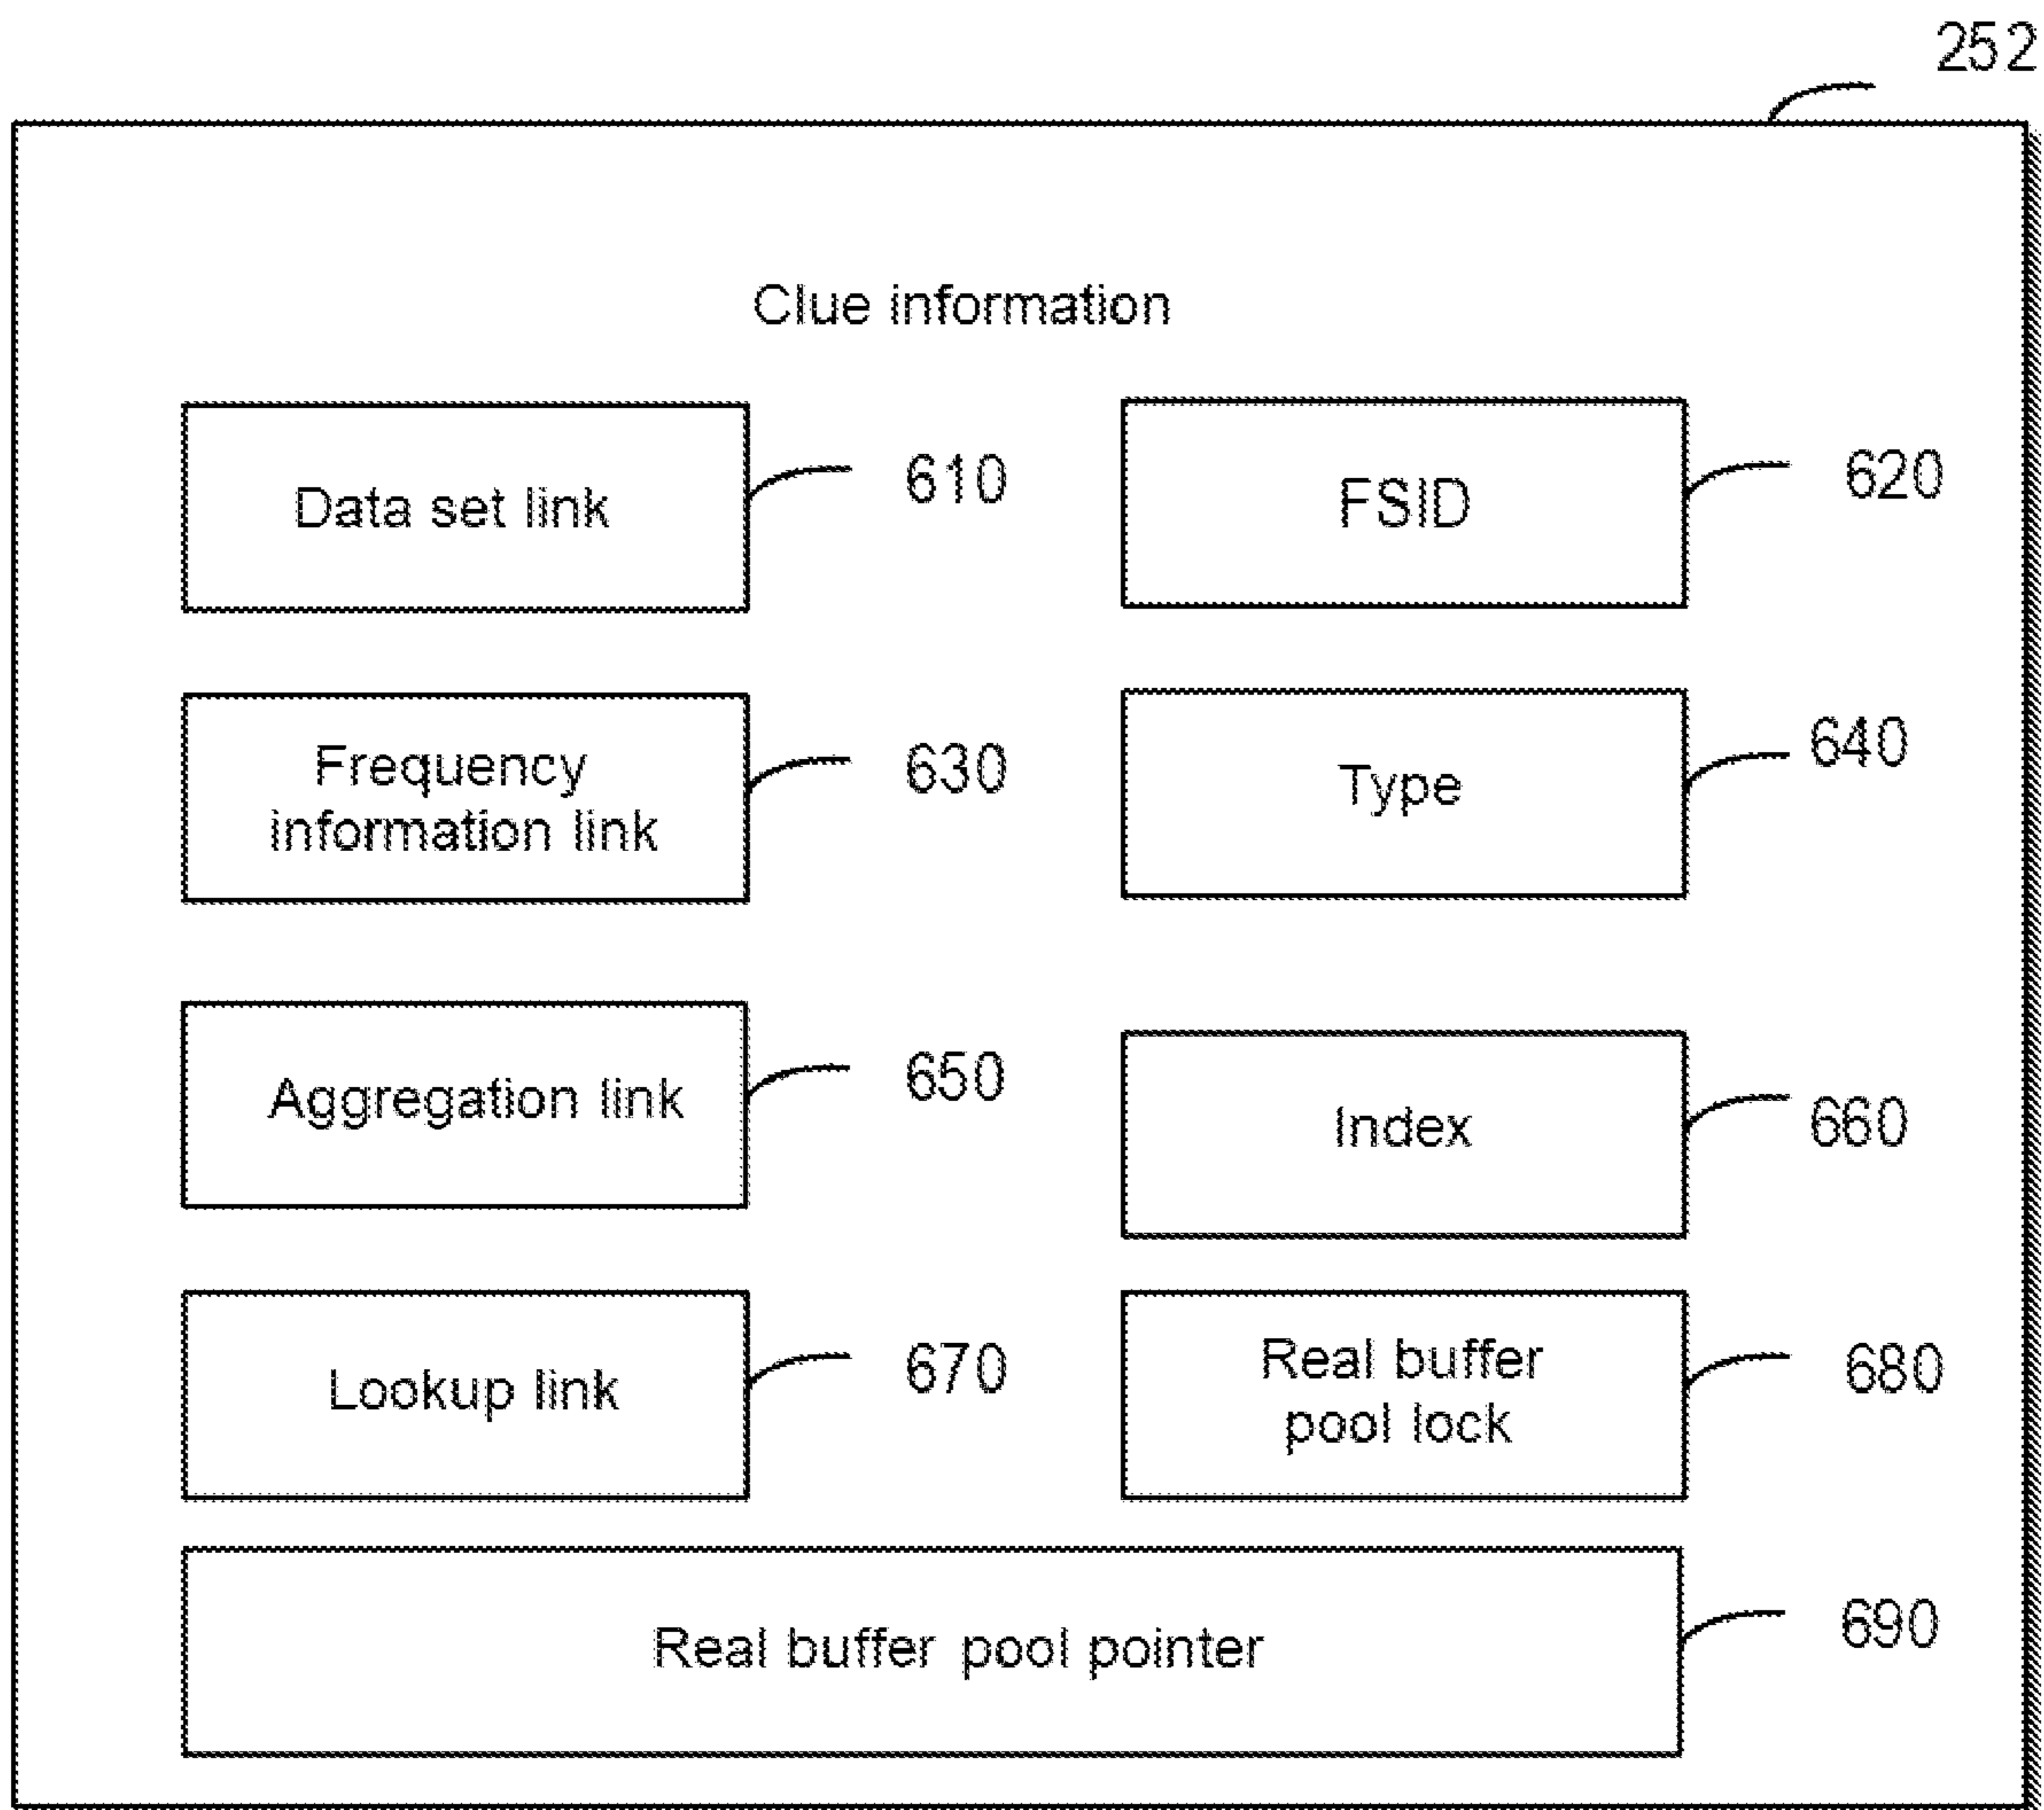 252
Clue information
Data set link
610
FSID
620
Frequency
information link
630
Type
640
Aggregation link
650
Index
660
Lookup link
670
Real buffer
pool lock
680
Real buffer pool pointer
690